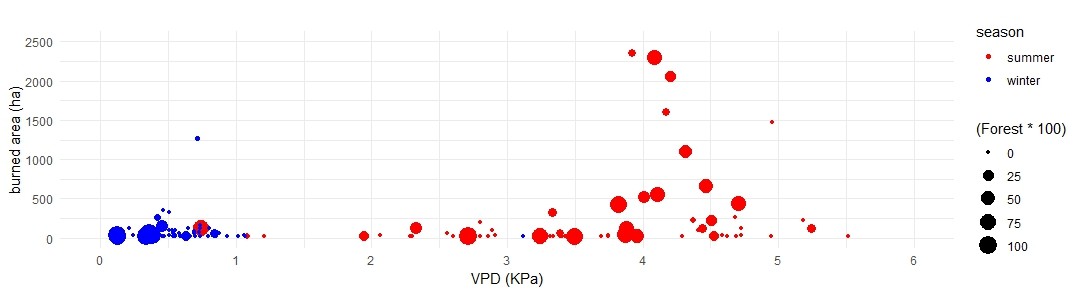 burned area (ha)
2500
2000
1500
1000
500
0
0 1 2 3 4 5 6
VPD (KPa)
season
summer
winter
(Forest * 100)
0
25
50
75
100